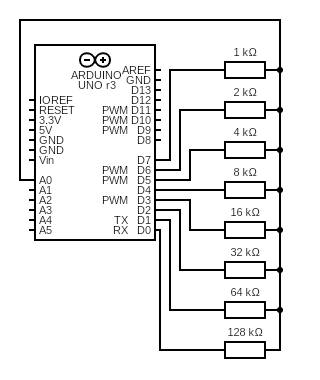 ARDUINO
UNO r3
AREF
GND
D13
IOREF D12
RESET PWM D11
3.3V PWM D10
5V PWM D9
GND D8
GND
Vin D7
PWM D6
A0 PWM D5
A1 D4
A2 PWM D3
A3 D2
A4 TX D1
A5 RX D0
1 kΩ
2 kΩ
4 kΩ
8 kΩ
16 kΩ
32 kΩ
64 kΩ
128 kΩ